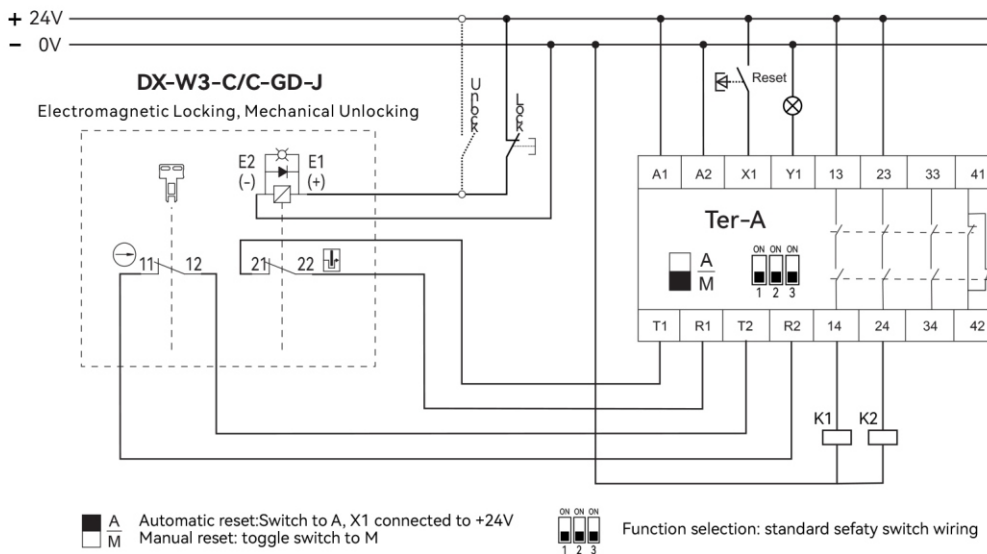 + 24V
- 0V
DX-W3-C/C-GD-J
Electromagnetic Locking, Mechanical Unlocking
Unlock
Lock
Reset
E2 E1
(-) (+)
11 12
21 22
A1 A2 X1 Y1 13 23 33 41
Ter-A
A
M
ON ON ON
1 2 3
T1 R1 T2 R2 14 24 34 42
K1 K2
A Automatic reset:Switch to A, X1 connected to +24V
M Manual reset: toggle switch to M
ON ON ON
1 2 3
Function selection: standard sefaty switch wiring